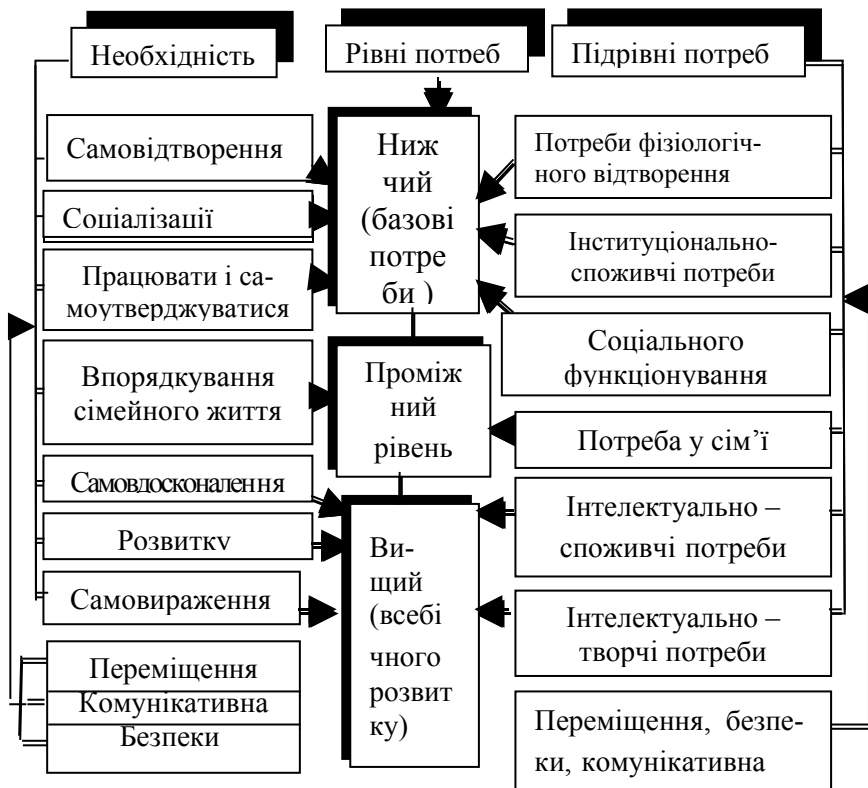 Необхідність
Рівні потреб
Підрівні потреб
Самовідтворення
Соціалізації
Працювати і са-
моутверджуватися
Впорядкування
сімейного життя
Самовдосконалення
Розвитку
Самовираження
Переміщення
Комунікативна
Безпеки
Ниж
чий
(базові
потре
би )
Проміж
ний
рівень
Ви-
щий
(всебі
чного
розвит
ку)
Потреби фізіологіч-
ного відтворення
Інституціонально-
споживчі потреби
Соціального
функціонування
Потреба у сім’ї
Інтелектуально –
споживчі потреби
Інтелектуально –
творчі потреби
Переміщення, безпе-
ки, комунікативна